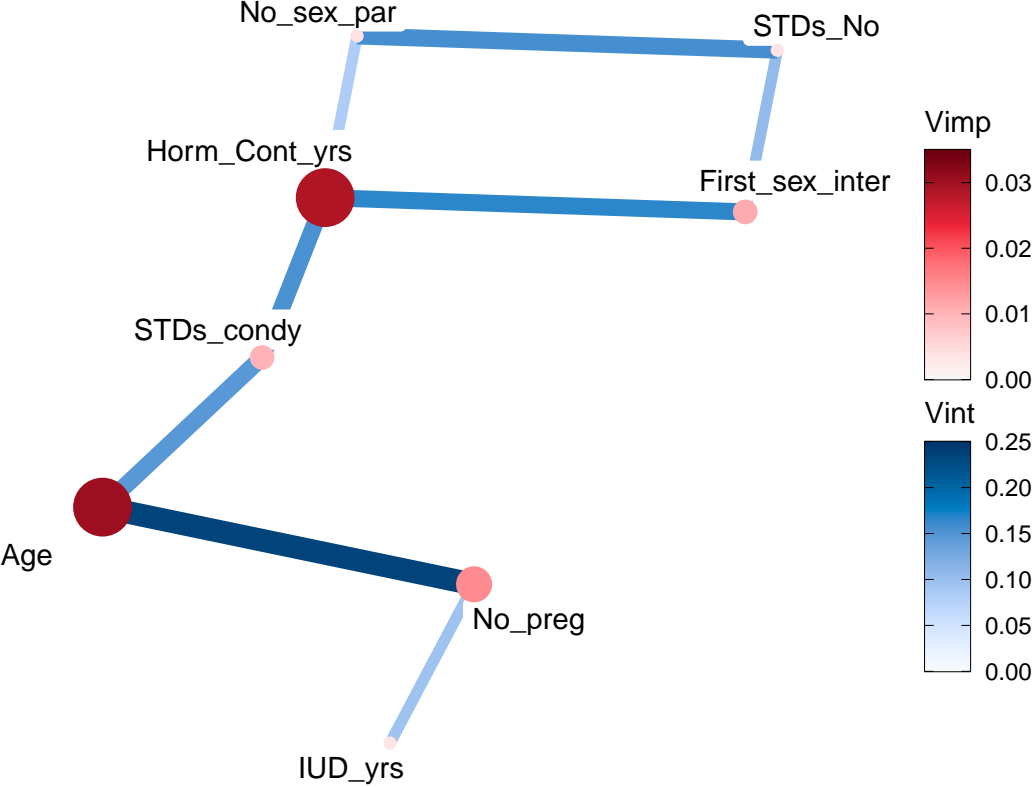 No_sex_par
STDs_No
Horm_Cont_yrs
First_sex_inter
STDs_condy
Age
No_preg
IUD_yrs
Vimp
0.03
0.02
0.01
0.00
Vint
0.25
0.20
0.15
0.10
0.05
0.00